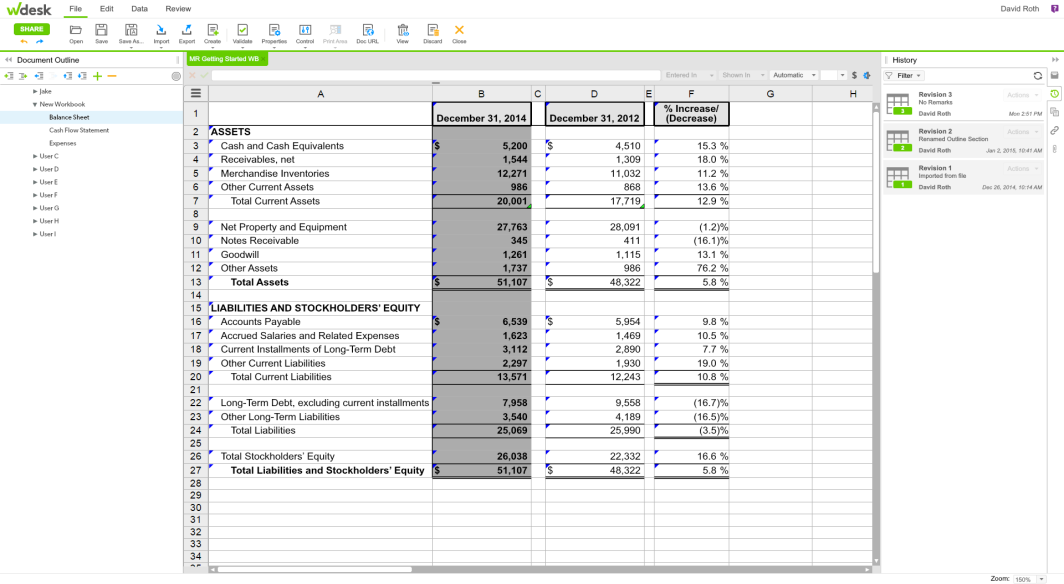 wdesk File Edit Data Review David Roth ?
SHARE Open Save Save As... Import Export Create Validate Properties Control Print Area Doc URL View Discard Close
Document Outline
MR Getting Started WB
History
Entered In Shown In Automatic $
Filter
Jake
New Workbook
Balance Sheet
Cash Flow Statement
Expenses
User C
User D
User E
User F
User G
User H
User I
A B C D E F G H
1 December 31, 2014 December 31, 2012 % Increase/
(Decrease)
2 ASSETS
3 Cash and Cash Equivalents $ 5,200 $ 4,510 15.3 %
4 Receivables, net 1,544 1,309 18.0 %
5 Merchandise Inventories 12,271 11,032 11.2 %
6 Other Current Assets 986 868 13.6 %
7 Total Current Assets 20,001 17,719 12.9 %
8
9 Net Property and Equipment 27,763 28,091 (1.2)%
10 Notes Receivable 345 411 (16.1)%
11 Goodwill 1,261 1,115 13.1 %
12 Other Assets 1,737 986 76.2 %
13 Total Assets $ 51,107 $ 48,322 5.8 %
14
15 LIABILITIES AND STOCKHOLDERS' EQUITY
16 Accounts Payable $ 6,539 $ 5,954 9.8 %
17 Accrued Salaries and Related Expenses 1,623 1,469 10.5 %
18 Current Installments of Long-Term Debt 3,112 2,890 7.7 %
19 Other Current Liabilities 2,297 1,930 19.0 %
20 Total Current Liabilities 13,571 12,243 10.8 %
21
22 Long-Term Debt, excluding current installments 7,958 9,558 (16.7)%
23 Other Long-Term Liabilities 3,540 4,189 (16.5)%
24 Total Liabilities 25,069 25,990 (3.5)%
25
26 Total Stockholders' Equity 26,038 22,332 16.6 %
27 Total Liabilities and Stockholders' Equity $ 51,107 $ 48,322 5.8 %
28
29
30
31
32
33
34
Revision 3 Actions
No Remarks
3 David Roth Mon 2:51 PM
Revision 2 Actions
Renamed Outline Section
2 David Roth Jan 2, 2015, 10:41 AM
Revision 1 Actions
Imported from file
1 David Roth Dec 26, 2014, 10:14 AM
Zoom: 150%